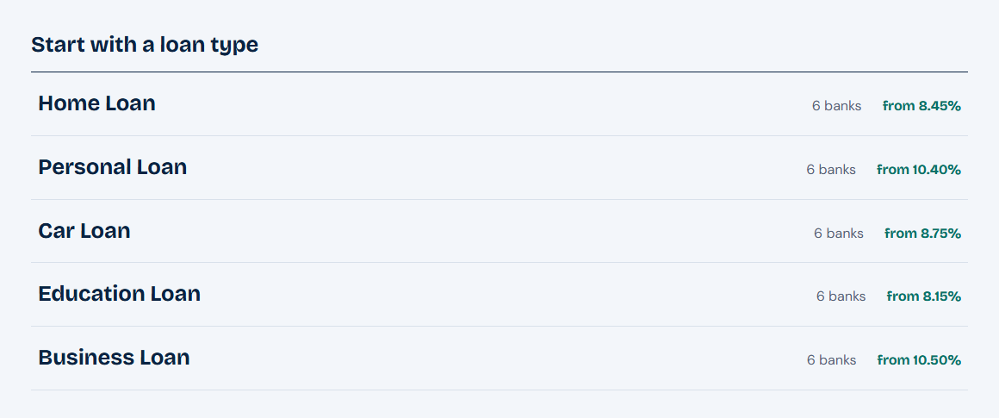 Start with a loan type
Home Loan 6 banks from 8.45%
Personal Loan 6 banks from 10.40%
Car Loan 6 banks from 8.75%
Education Loan 6 banks from 8.15%
Business Loan 6 banks from 10.50%